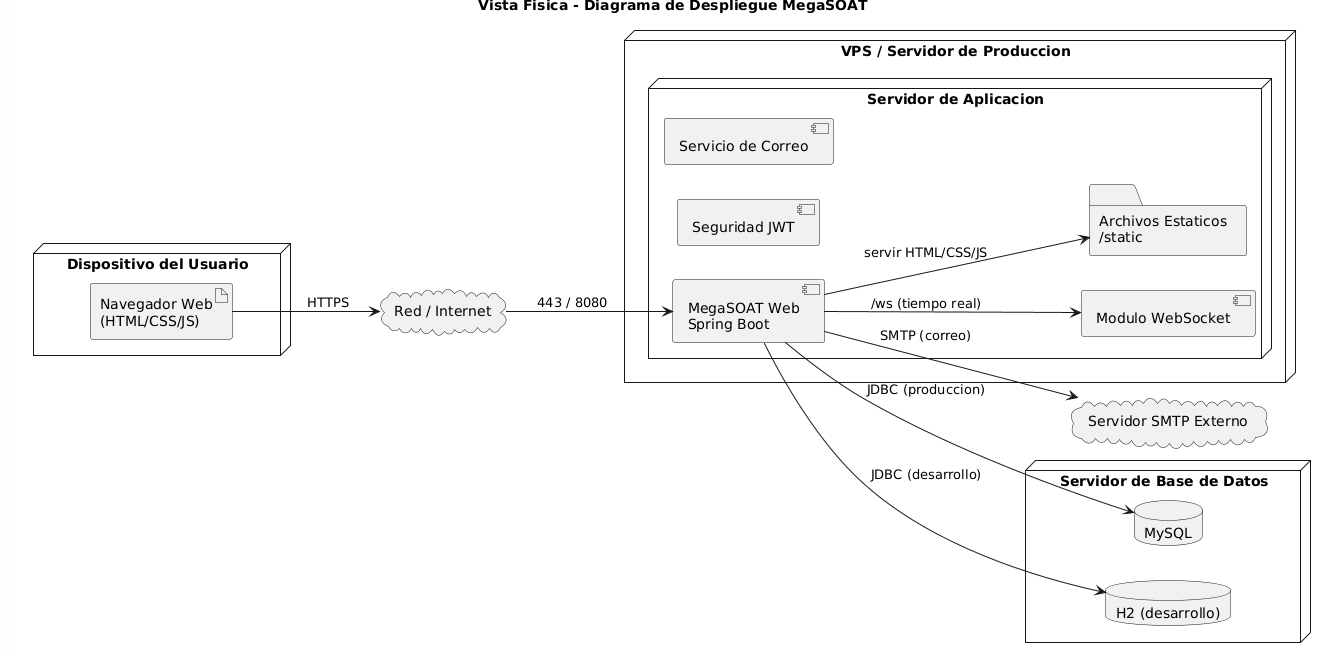 Vista Fisica - Diagrama de Despliegue MegaSOAT
VPS / Servidor de Produccion
Servidor de Aplicacion
Servicio de Correo
Seguridad JWT
Archivos Estaticos
/static
servir HTML/CSS/JS
Dispositivo del Usuario
Navegador Web
(HTML/CSS/JS)
HTTPS
Red / Internet
443 / 8080
MegaSOAT Web
Spring Boot
/ws (tiempo real)
Modulo WebSocket
SMTP (correo)
JDBC (produccion)
Servidor SMTP Externo
JDBC (desarrollo)
Servidor de Base de Datos
MySQL
H2 (desarrollo)